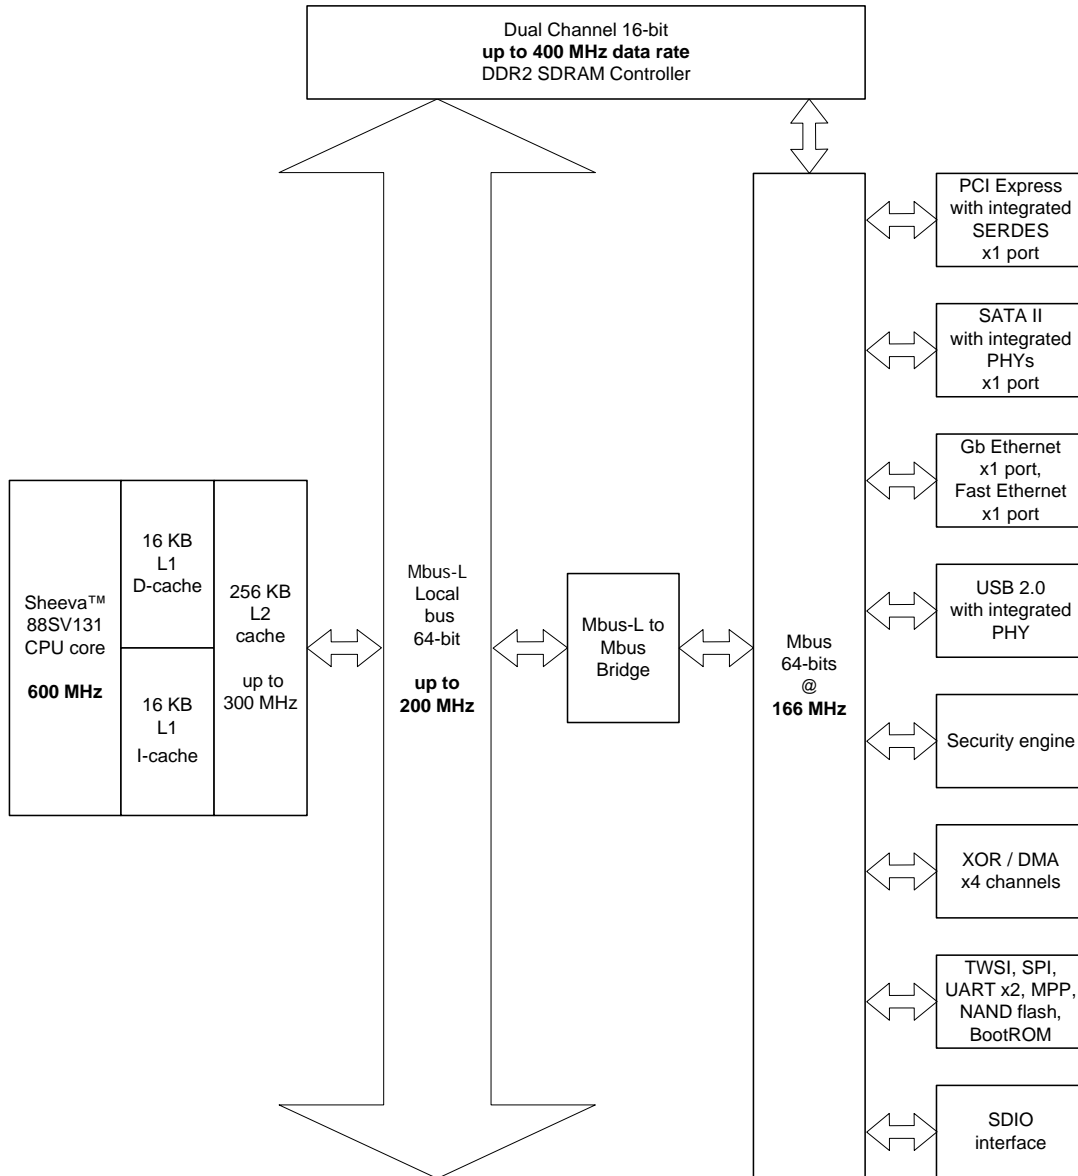 Dual Channel 16-bit
up to 400 MHz data rate
DDR2 SDRAM Controller
PCI Express
with integrated
SERDES
x1 port
SATA II
with integrated
PHYs
x1 port
Gb Ethernet
x1 port,
Fast Ethernet
x1 port
Sheeva™
88SV131
CPU core
600 MHz
16 KB
L1
D-cache
16 KB
L1
I-cache
256 KB
L2
cache
up to
300 MHz
Mbus-L
Local
bus
64-bit
up to
200 MHz
Mbus-L to
Mbus
Bridge
Mbus
64-bits
@
166 MHz
USB 2.0
with integrated
PHY
Security engine
XOR / DMA
x4 channels
TWSI, SPI,
UART x2, MPP,
NAND flash,
BootROM
SDIO
interface